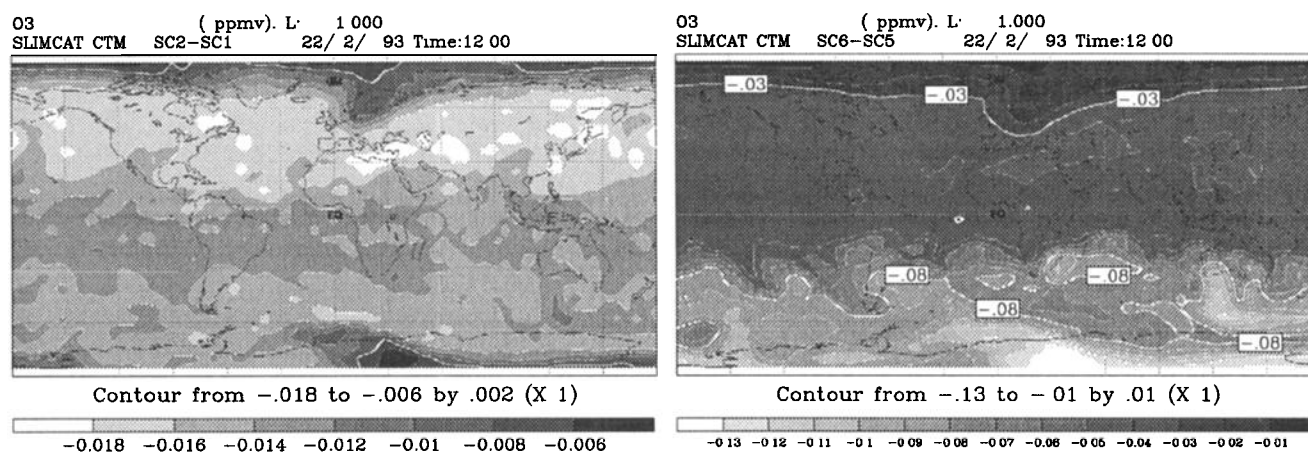 O3 ( ppmv). L· 1 000
SLIMCAT CTM SC2-SC1 22/ 2/ 93 Time:12 00
EQ
Contour from -.018 to -.006 by .002 (X 1)
-0.018 -0.016 -0.014 -0.012 -0.01 -0.008 -0.006
O3 ( ppmv). L· 1.000
SLIMCAT CTM SC6-SC5 22/ 2/ 93 Time:12 00
-.03 -.03 -.03
EQ
-.08 -.08
-.08
-.08
Contour from -.13 to -01 by .01 (X 1)
-0 13 -0 12 -0 11 -0 1 -0 09 -0 08 -0 07 -0 06 -0 05 -0 04 -0 03 -0 02 -0 01